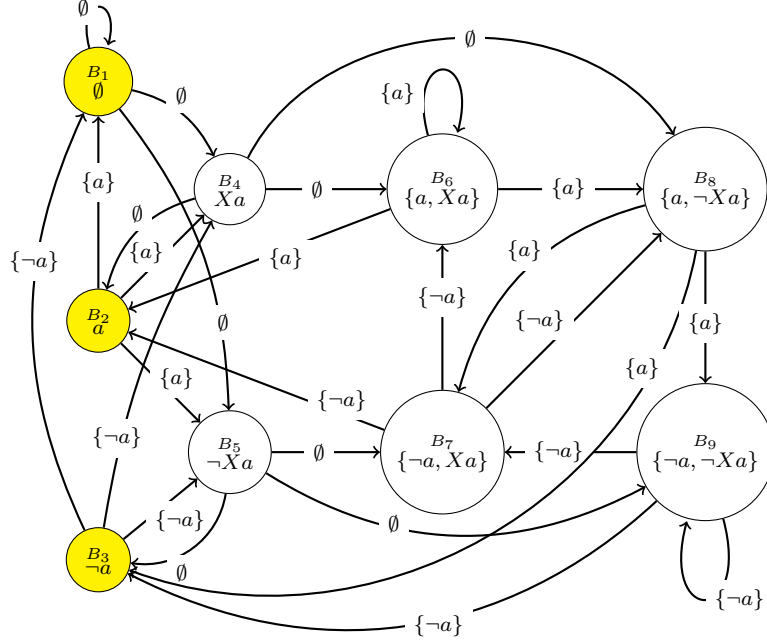 ∅
B₁
∅
∅
∅
B₄
Xa
∅
{a}
B₆
{a, Xa}
{a}
B₈
{a, ¬Xa}
{a}
∅
{a}
{a}
{a}
{¬a}
{¬a}
{¬a}
{a}
B₂
a
∅
{a}
{a}
{¬a}
{¬a}
B₅
¬Xa
∅
B₇
{¬a, Xa}
{¬a}
B₉
{¬a, ¬Xa}
{¬a}
∅
B₃
¬a
∅
{¬a}
{¬a}